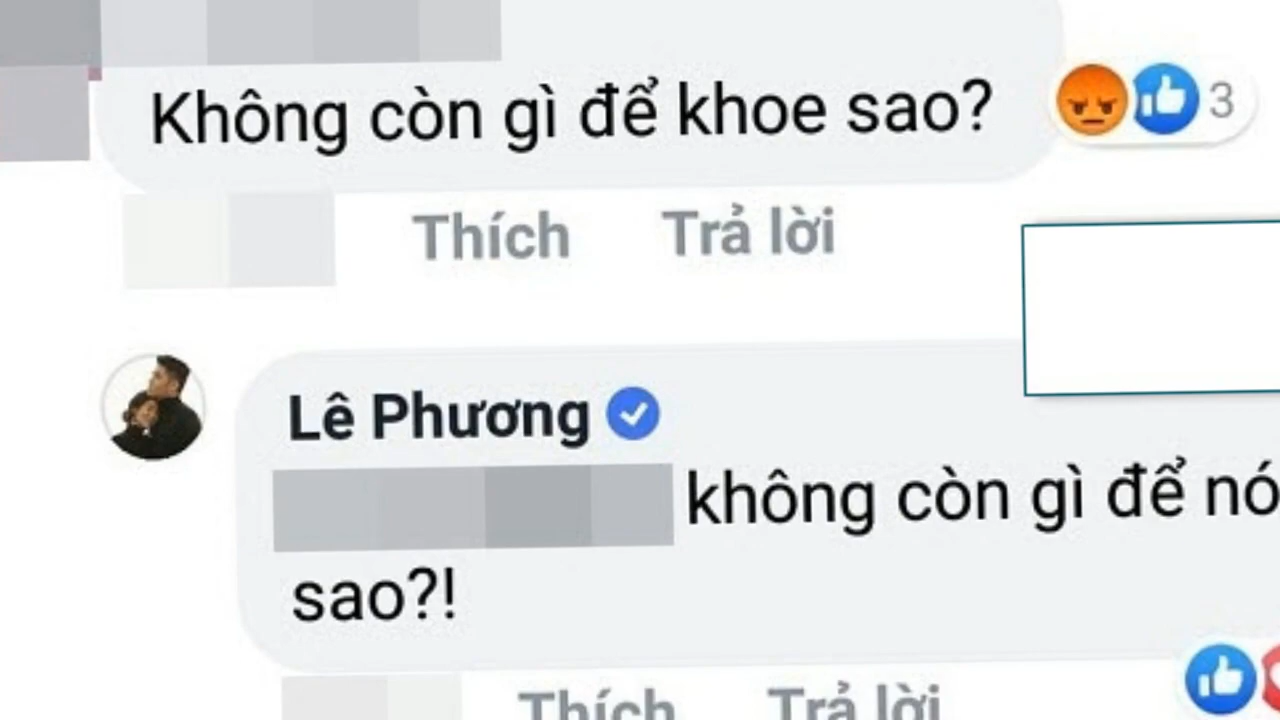 Không còn gì để khoe sao?
3
Thích Trả lời
Lê Phương
không còn gì để
sao?!
Thích Trả lời